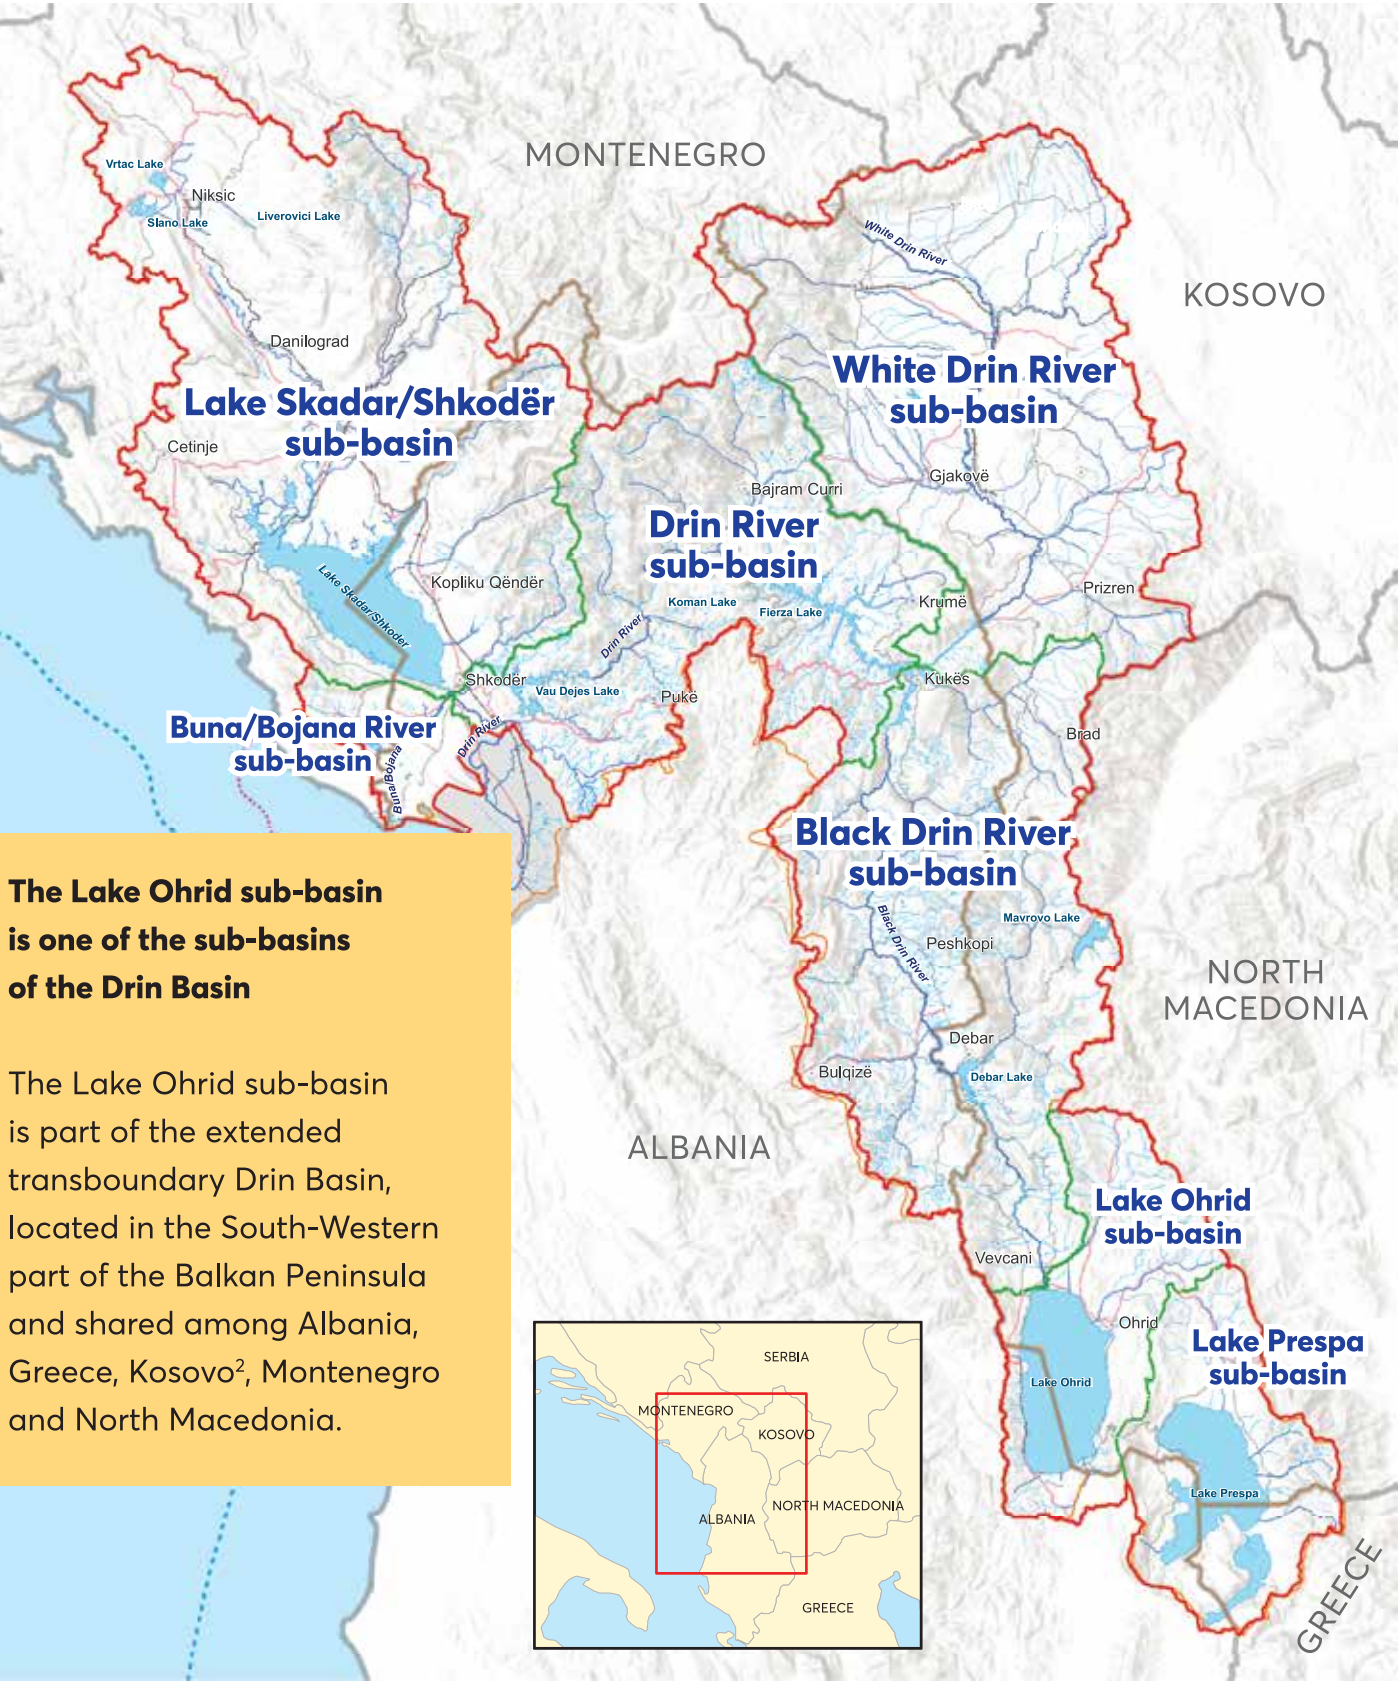 MONTENEGRO
Vrtac Lake
Niksic
Slano Lake
Liverovici Lake
White Drin River
KOSOVO
Danilograd
White Drin River
sub-basin
Lake Skadar/Shkodër
sub-basin
Cetinje
Gjakovë
Bajram Curri
Drin River
sub-basin
Lake Skadar/Shkoder
Kopliku Qëndër
Prizren
Koman Lake
Fierza Lake
Krumë
Drin River
Shkodër
Vau Dejes Lake
Pukë
Kukës
Buna/Bojana River
sub-basin
Drin River
Buna/Bojana
Brad
Black Drin River
sub-basin
The Lake Ohrid sub-basin
is one of the sub-basins
of the Drin Basin
The Lake Ohrid sub-basin
is part of the extended
transboundary Drin Basin,
located in the South-Western
part of the Balkan Peninsula
and shared among Albania,
Greece, Kosovo², Montenegro
and North Macedonia.
Black Drin River
Peshkopi
Mavrovo Lake
NORTH
MACEDONIA
Debar
Bulqizë
Debar Lake
ALBANIA
Lake Ohrid
sub-basin
Vevcani
Ohrid
Lake Prespa
sub-basin
Lake Ohrid
Lake Prespa
GREECE
SERBIA
MONTENEGRO
KOSOVO
NORTH MACEDONIA
ALBANIA
GREECE